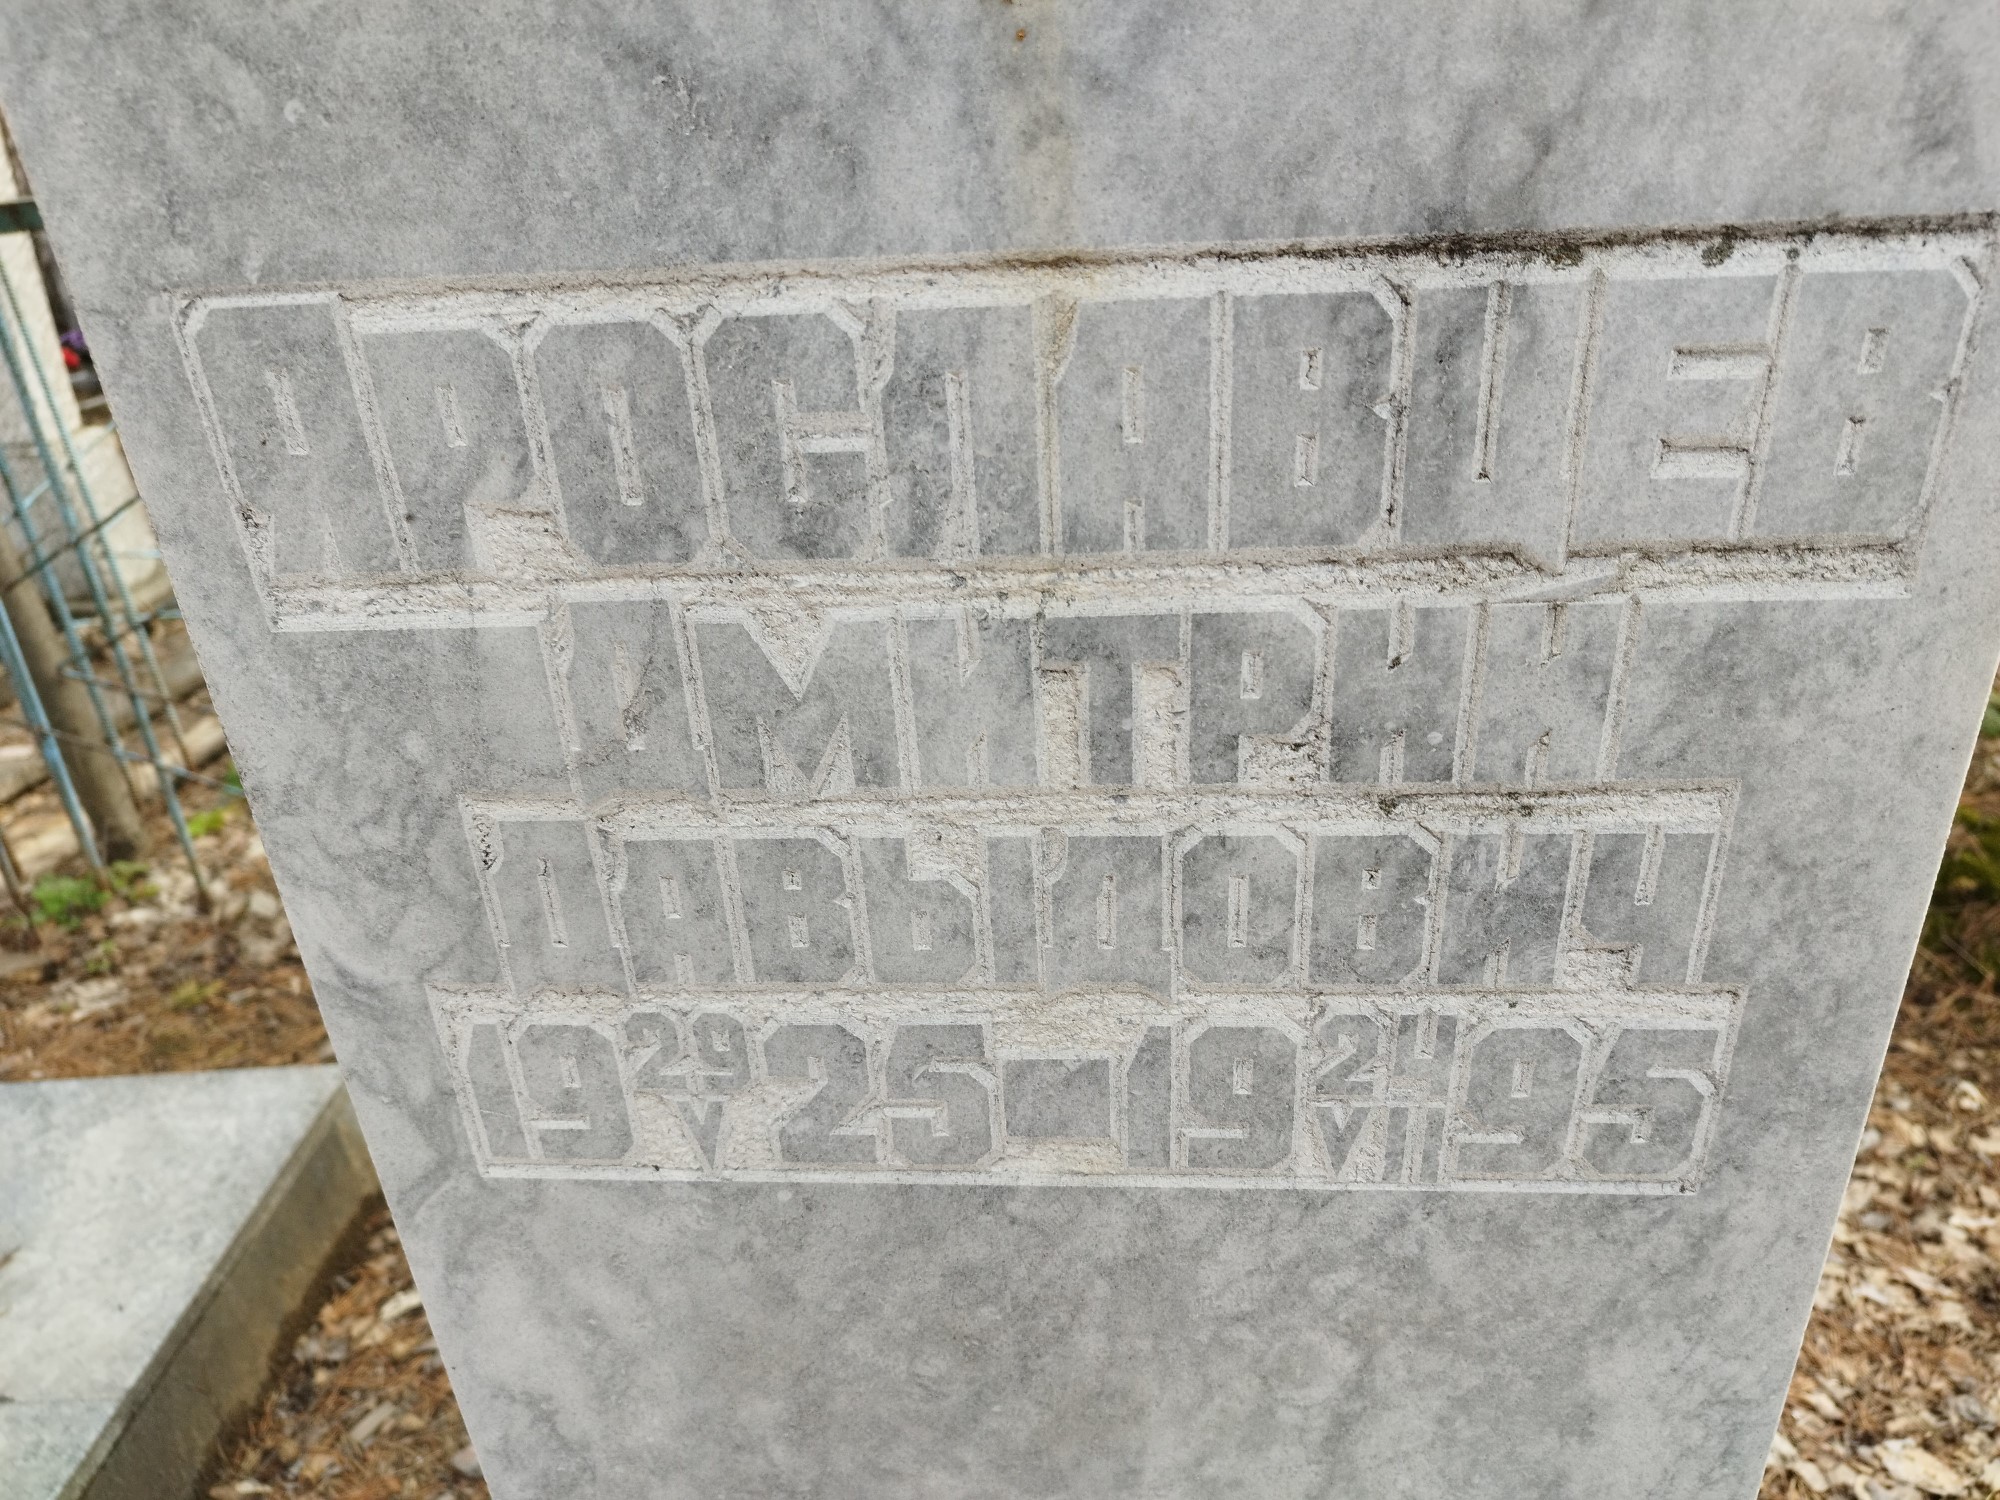 ЯРОСЛАВЦЕВ
ДМИТРИЙ
ДАВЫДОВИЧ
19 29/V 25 - 19 24/VII 95